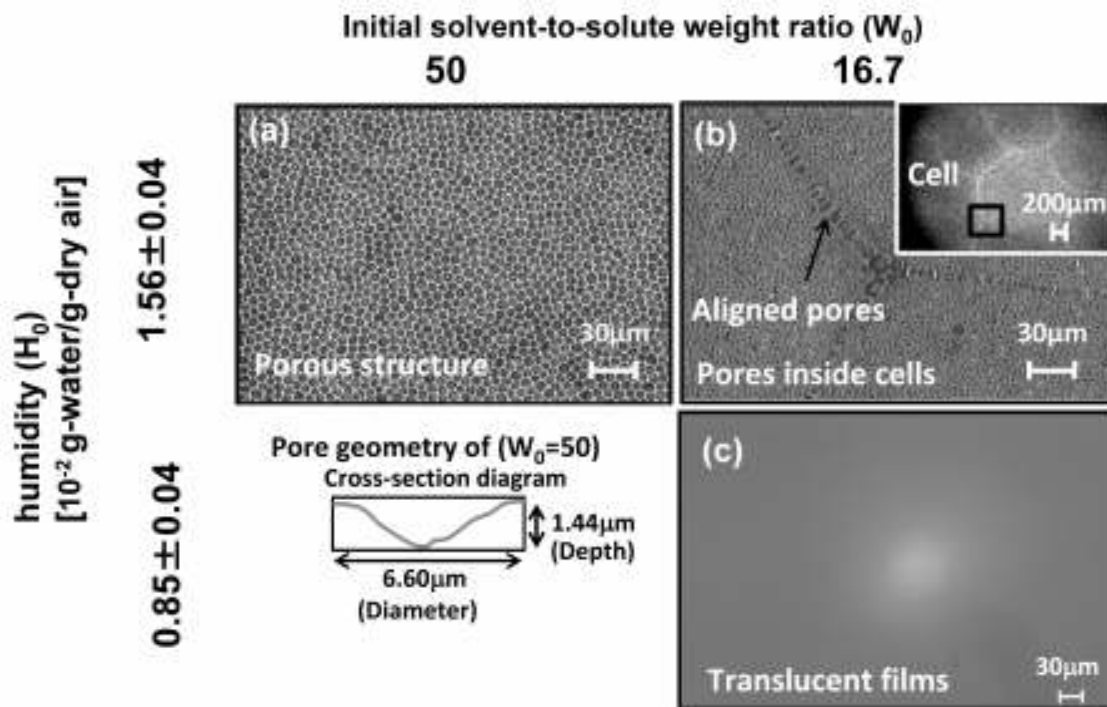 Initial solvent-to-solute weight ratio (W₀)
50
16.7
humidity (H₀)
[10⁻² g-water/g-dry air]
1.56±0.04
0.85±0.04
(a)
Porous structure
30μm
(b)
Cell
200μm
Aligned pores
Pores inside cells
30μm
Pore geometry of (W₀=50)
Cross-section diagram
1.44μm
(Depth)
6.60μm
(Diameter)
(c)
Translucent films
30μm